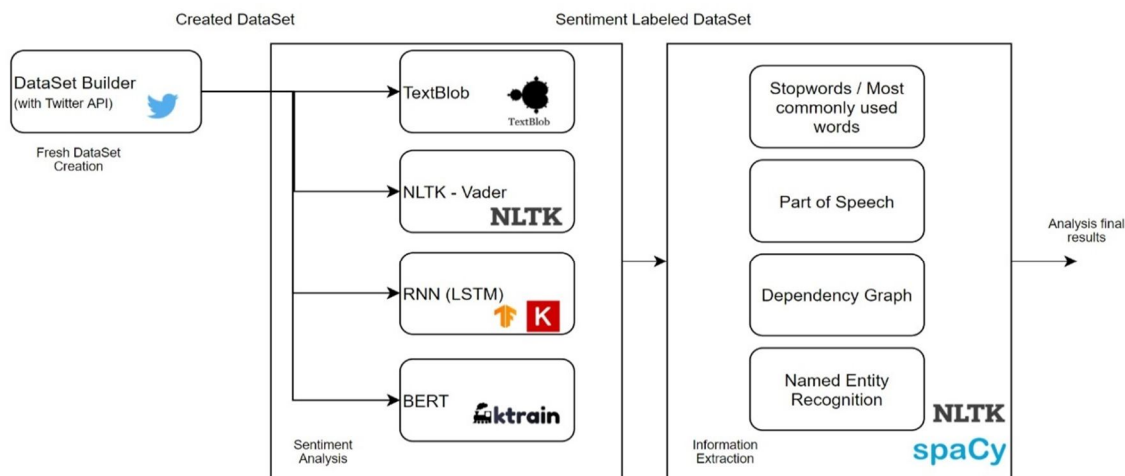 Created DataSet
Sentiment Labeled DataSet
DataSet Builder
(with Twitter API)
Fresh DataSet
Creation
TextBlob
TextBlob
NLTK - Vader
NLTK
RNN (LSTM)
K
BERT
ktrain
Sentiment
Analysis
Stopwords / Most
commonly used
words
Part of Speech
Dependency Graph
Named Entity
Recognition
NLTK
spaCy
Information
Extraction
Analysis final
results